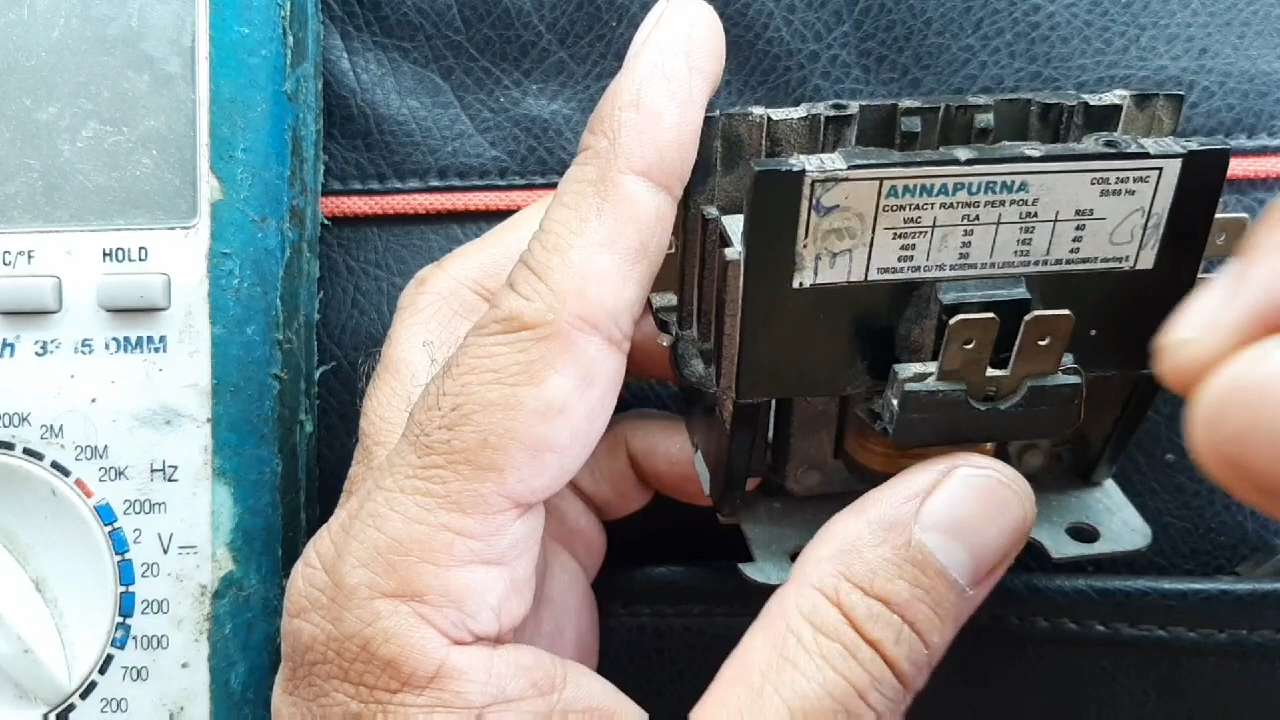 C/°F
HOLD
DMM
200K
2M
20M
20K
Hz
200m
2
V
20
200
1000
700
200
ANNAPURNA
COIL 240 VAC
50/60 Hz
CONTACT RATING PER POLE
VAC FLA LRA RES
240/277 30 192 40
400 30 162 40
600 30 132 40